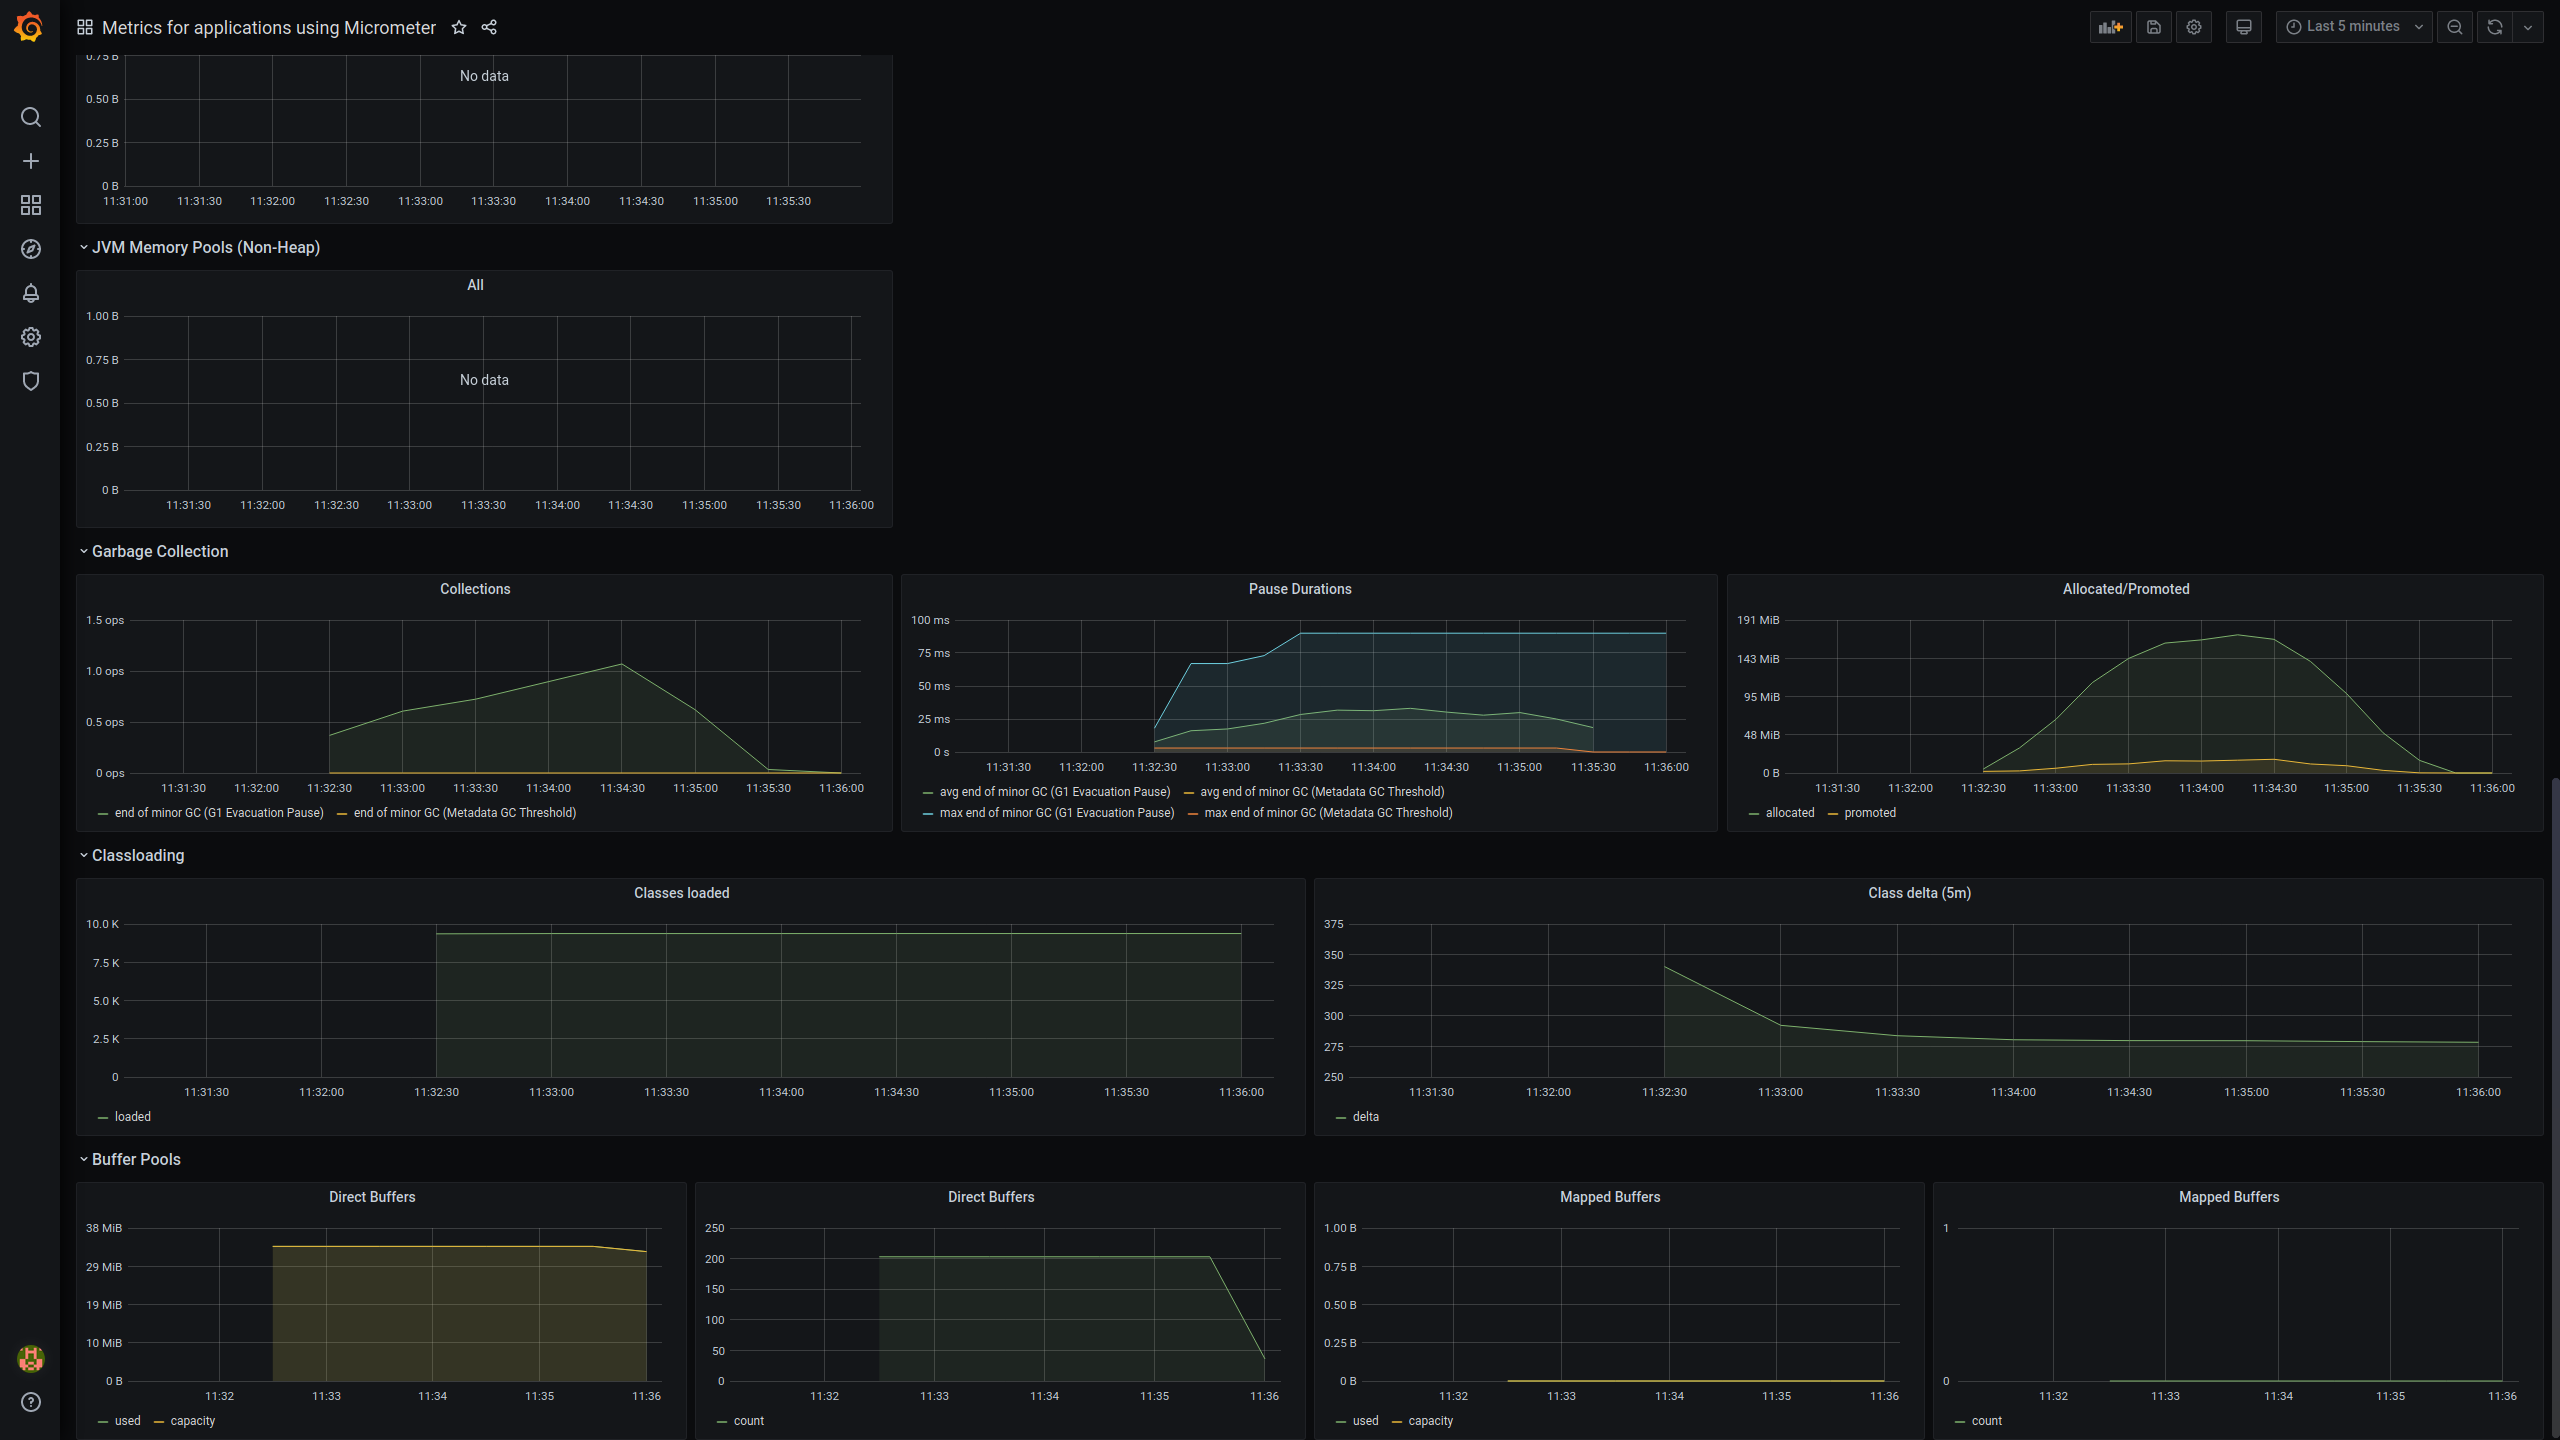 Metrics for applications using Micrometer
Last 5 minutes
0.75 B
No data
0.50 B
0.25 B
0 B
11:31:00 11:31:30 11:32:00 11:32:30 11:33:00 11:33:30 11:34:00 11:34:30 11:35:00 11:35:30
JVM Memory Pools (Non-Heap)
All
1.00 B
0.75 B
No data
0.50 B
0.25 B
0 B
11:31:30 11:32:00 11:32:30 11:33:00 11:33:30 11:34:00 11:34:30 11:35:00 11:35:30 11:36:00
Garbage Collection
Collections
1.5 ops
1.0 ops
0.5 ops
0 ops
11:31:30 11:32:00 11:32:30 11:33:00 11:33:30 11:34:00 11:34:30 11:35:00 11:35:30 11:36:00
end of minor GC (G1 Evacuation Pause) end of minor GC (Metadata GC Threshold)
Pause Durations
100 ms
75 ms
50 ms
25 ms
0 s
11:31:30 11:32:00 11:32:30 11:33:00 11:33:30 11:34:00 11:34:30 11:35:00 11:35:30 11:36:00
avg end of minor GC (G1 Evacuation Pause) avg end of minor GC (Metadata GC Threshold)
max end of minor GC (G1 Evacuation Pause) max end of minor GC (Metadata GC Threshold)
Allocated/Promoted
191 MiB
143 MiB
95 MiB
48 MiB
0 B
11:31:30 11:32:00 11:32:30 11:33:00 11:33:30 11:34:00 11:34:30 11:35:00 11:35:30 11:36:00
allocated promoted
Classloading
Classes loaded
10.0 K
7.5 K
5.0 K
2.5 K
0
11:31:30 11:32:00 11:32:30 11:33:00 11:33:30 11:34:00 11:34:30 11:35:00 11:35:30 11:36:00
loaded
Class delta (5m)
375
350
325
300
275
250
11:31:30 11:32:00 11:32:30 11:33:00 11:33:30 11:34:00 11:34:30 11:35:00 11:35:30 11:36:00
delta
Buffer Pools
Direct Buffers
38 MiB
29 MiB
19 MiB
10 MiB
0 B
11:32 11:33 11:34 11:35 11:36
used capacity
Direct Buffers
250
200
150
100
50
0
11:32 11:33 11:34 11:35 11:36
count
Mapped Buffers
1.00 B
0.75 B
0.50 B
0.25 B
0 B
11:32 11:33 11:34 11:35 11:36
used capacity
Mapped Buffers
1
0
11:32 11:33 11:34 11:35 11:36
count